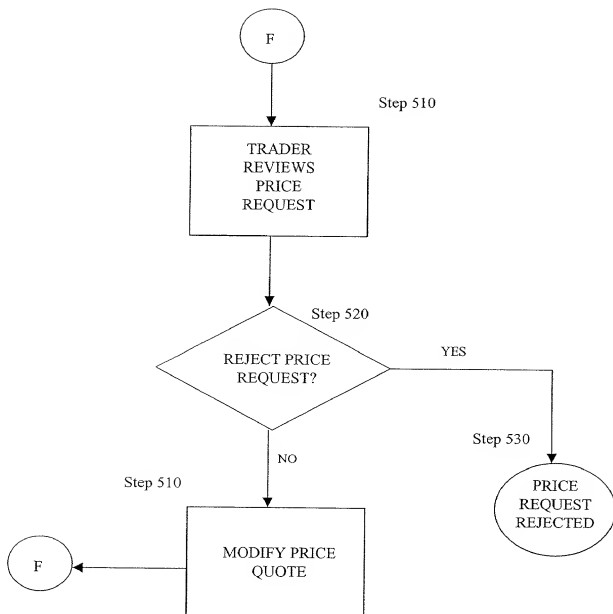 F
Step 510
TRADER
REVIEWS
PRICE
REQUEST
Step 520
REJECT PRICE
REQUEST?
YES
Step 530
NO
Step 510
PRICE
REQUEST
REJECTED
MODIFY PRICE
QUOTE
F